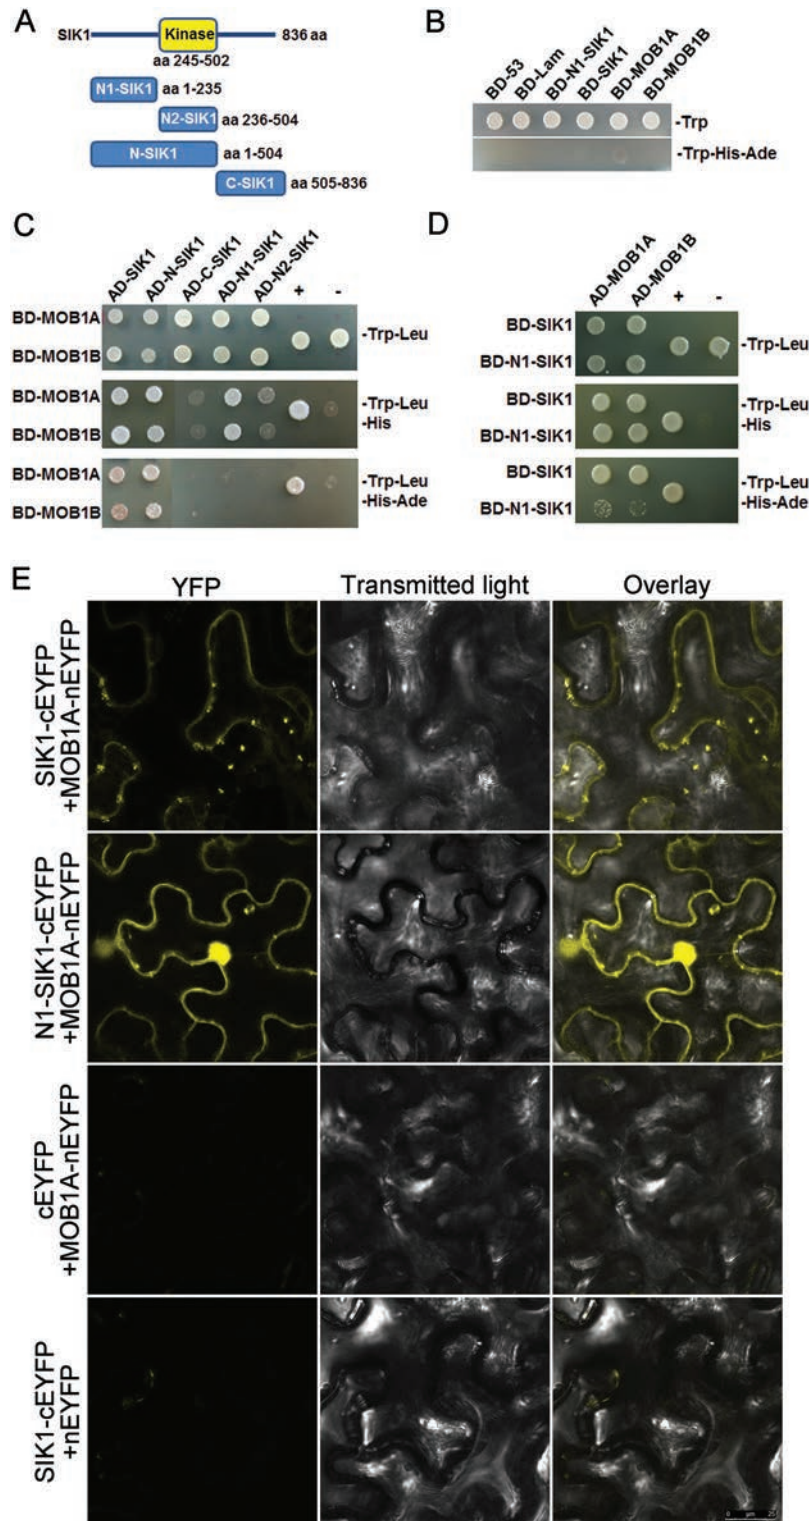 A
SIK1
Kinase
836 aa
aa 245-502
N1-SIK1
aa 1-235
N2-SIK1
aa 236-504
N-SIK1
aa 1-504
C-SIK1
aa 505-836
B
BD-53
BD-Lam
BD-N1-SIK1
BD-SIK1
BD-MOB1A
BD-MOB1B
-Trp
-Trp-His-Ade
C
AD-SIK1
AD-N-SIK1
AD-C-SIK1
AD-N1-SIK1
AD-N2-SIK1
+
-
BD-MOB1A
BD-MOB1B
-Trp-Leu
BD-MOB1A
BD-MOB1B
-Trp-Leu
-His
BD-MOB1A
BD-MOB1B
-Trp-Leu
-His-Ade
D
AD-MOB1A
AD-MOB1B
+
-
BD-SIK1
BD-N1-SIK1
-Trp-Leu
BD-SIK1
BD-N1-SIK1
-Trp-Leu
-His
BD-SIK1
BD-N1-SIK1
-Trp-Leu
-His-Ade
E
YFP
Transmitted light
Overlay
SIK1-cEYFP
+MOB1A-nEYFP
N1-SIK1-cEYFP
+MOB1A-nEYFP
cEYFP
+MOB1A-nEYFP
SIK1-cEYFP
+nEYFP
0 µm 25